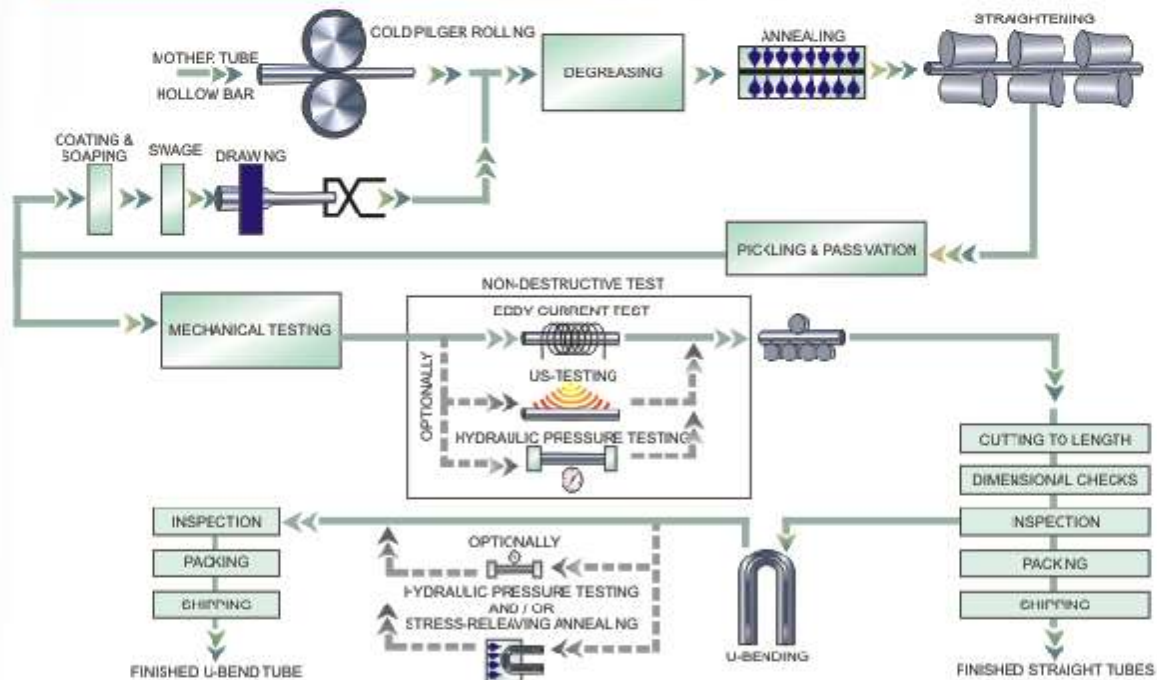 STRAIGHTENING
COLD PILGER ROLLING
ANNEALING
MOTHER TUBE
HOLLOW BAR
DEGREASING
COATING &
SOAPING
SWAGE
DRAWING
PICKLING & PASSIVATION
NON-DESTRUCTIVE TEST
EDDY CURRENT TEST
MECHANICAL TESTING
OPTIONALLY
US-TESTING
HYDRAULIC PRESSURE TESTING
CUTTING TO LENGTH
DIMENSIONAL CHECKS
INSPECTION
PACKING
SHIPPING
FINISHED STRAIGHT TUBES
U-BENDING
OPTIONALLY
HYDRAULIC PRESSURE TESTING
AND / OR
STRESS-RELEAVING ANNEALING
INSPECTION
PACKING
SHIPPING
FINISHED U-BEND TUBE